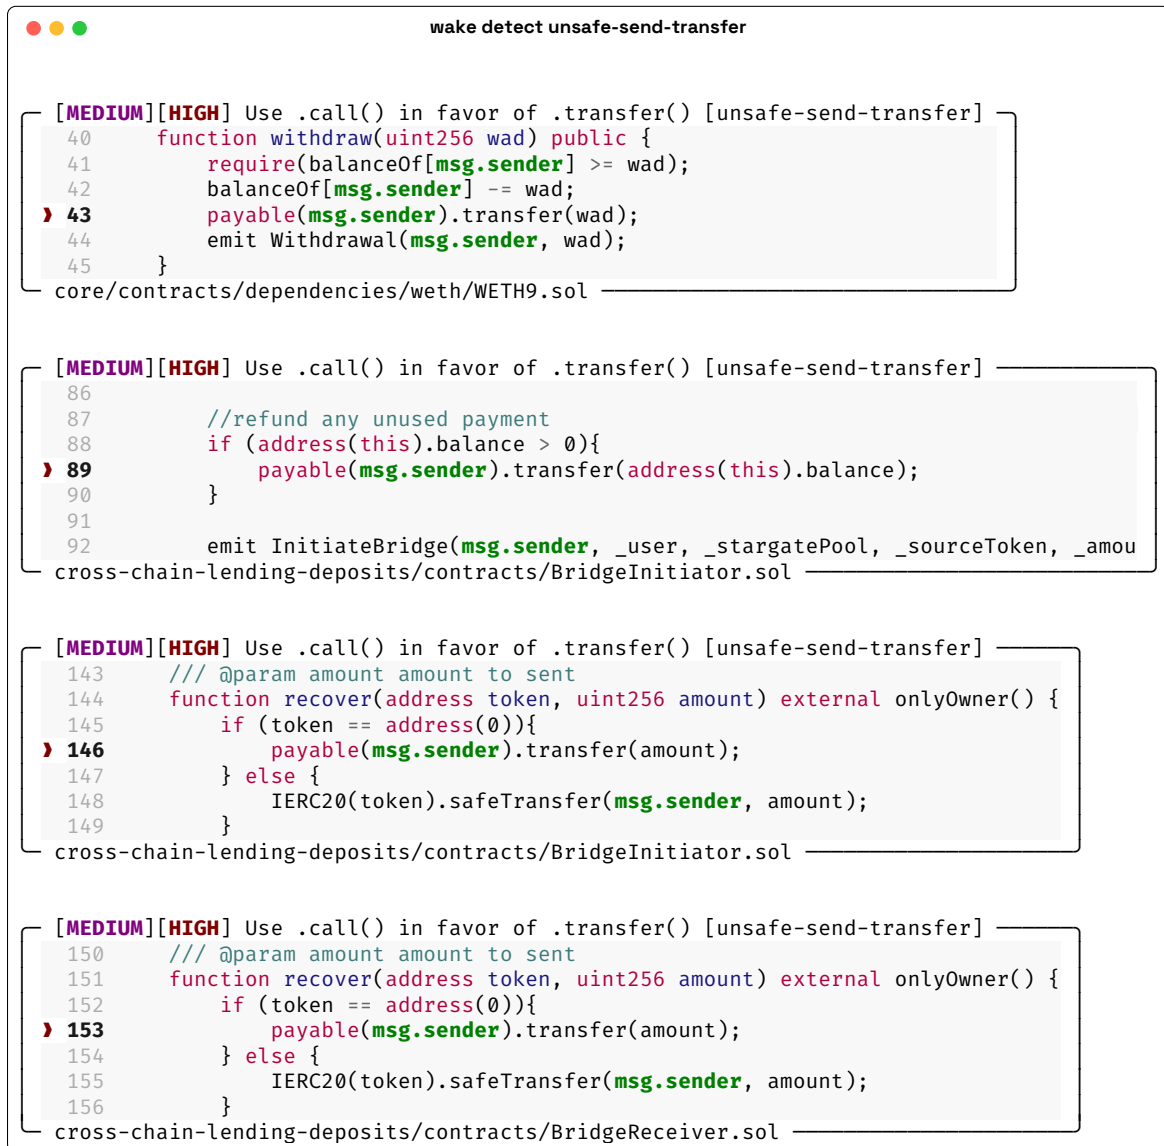 wake detect unsafe-send-transfer
[MEDIUM][HIGH] Use .call() in favor of .transfer() [unsafe-send-transfer]
40 function withdraw(uint256 wad) public {
41 require(balanceOf[msg.sender] >= wad);
42 balanceOf[msg.sender] -= wad;
❱ 43 payable(msg.sender).transfer(wad);
44 emit Withdrawal(msg.sender, wad);
45 }
core/contracts/dependencies/weth/WETH9.sol
[MEDIUM][HIGH] Use .call() in favor of .transfer() [unsafe-send-transfer]
86
87 //refund any unused payment
88 if (address(this).balance > 0){
❱ 89 payable(msg.sender).transfer(address(this).balance);
90 }
91
92 emit InitiateBridge(msg.sender, _user, _stargatePool, _sourceToken, _amou
cross-chain-lending-deposits/contracts/BridgeInitiator.sol
[MEDIUM][HIGH] Use .call() in favor of .transfer() [unsafe-send-transfer]
143 /// @param amount amount to sent
144 function recover(address token, uint256 amount) external onlyOwner() {
145 if (token == address(0)){
❱ 146 payable(msg.sender).transfer(amount);
147 } else {
148 IERC20(token).safeTransfer(msg.sender, amount);
149 }
cross-chain-lending-deposits/contracts/BridgeInitiator.sol
[MEDIUM][HIGH] Use .call() in favor of .transfer() [unsafe-send-transfer]
150 /// @param amount amount to sent
151 function recover(address token, uint256 amount) external onlyOwner() {
152 if (token == address(0)){
❱ 153 payable(msg.sender).transfer(amount);
154 } else {
155 IERC20(token).safeTransfer(msg.sender, amount);
156 }
cross-chain-lending-deposits/contracts/BridgeReceiver.sol